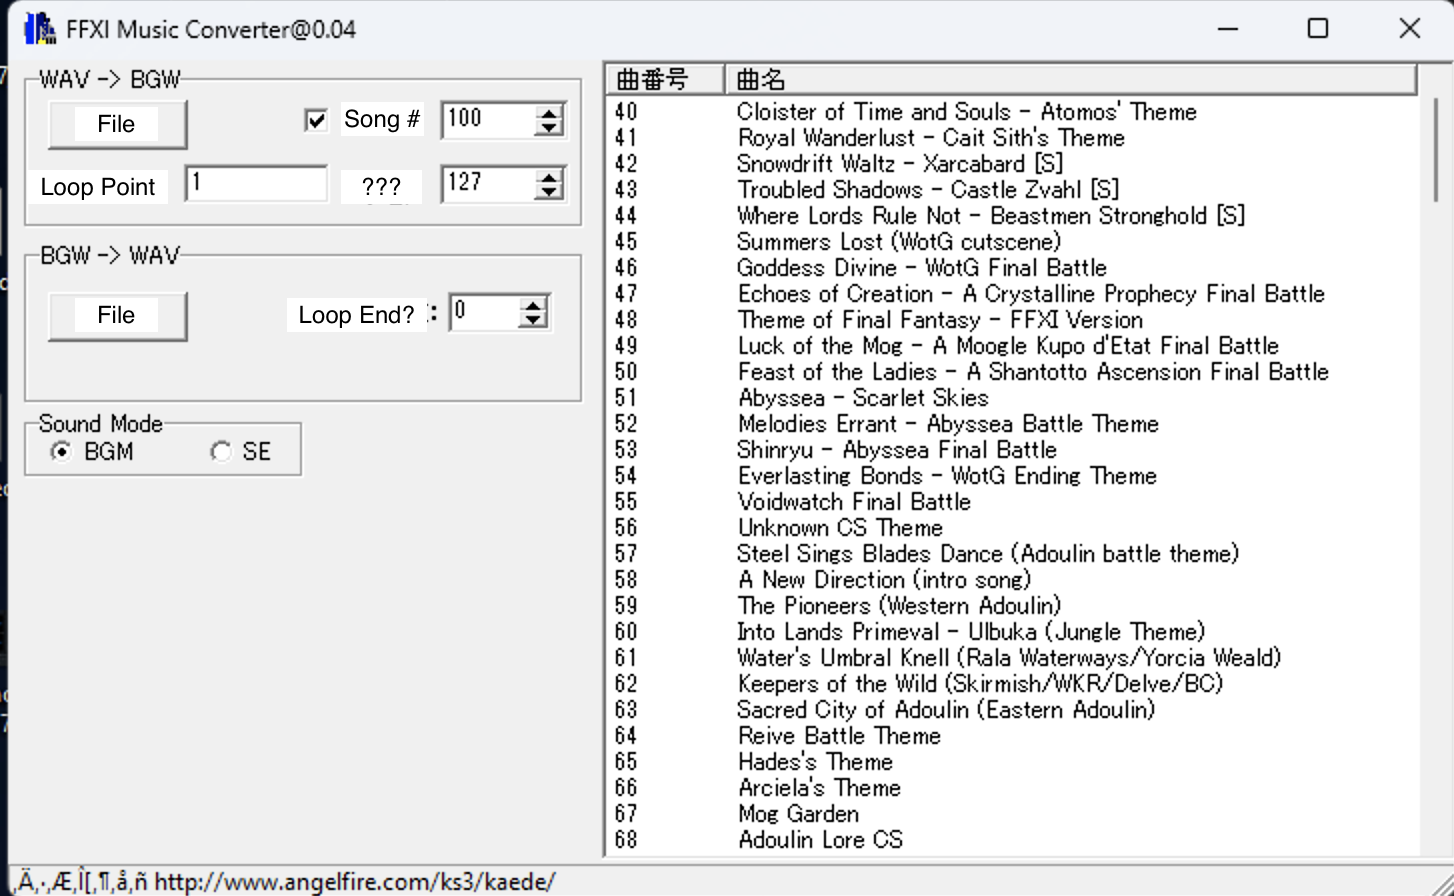 FFXI Music Converter@0.04
WAV -> BGW
File
Song # 100
Loop Point 1
??? 127
BGW -> WAV
File
Loop End? : 0
Sound Mode
BGM SE
曲番号 曲名
40 Cloister of Time and Souls - Atomos' Theme
41 Royal Wanderlust - Cait Sith's Theme
42 Snowdrift Waltz - Xarcabard [S]
43 Troubled Shadows - Castle Zvahl [S]
44 Where Lords Rule Not - Beastmen Stronghold [S]
45 Summers Lost (WotG cutscene)
46 Goddess Divine - WotG Final Battle
47 Echoes of Creation - A Crystalline Prophecy Final Battle
48 Theme of Final Fantasy - FFXI Version
49 Luck of the Mog - A Moogle Kupo d'Etat Final Battle
50 Feast of the Ladies - A Shantotto Ascension Final Battle
51 Abyssea - Scarlet Skies
52 Melodies Errant - Abyssea Battle Theme
53 Shinryu - Abyssea Final Battle
54 Everlasting Bonds - WotG Ending Theme
55 Voidwatch Final Battle
56 Unknown CS Theme
57 Steel Sings Blades Dance (Adoulin battle theme)
58 A New Direction (intro song)
59 The Pioneers (Western Adoulin)
60 Into Lands Primeval - Ulbuka (Jungle Theme)
61 Water's Umbral Knell (Rala Waterways/Yorcia Weald)
62 Keepers of the Wild (Skirmish/WKR/Delve/BC)
63 Sacred City of Adoulin (Eastern Adoulin)
64 Reive Battle Theme
65 Hades's Theme
66 Arciela's Theme
67 Mog Garden
68 Adoulin Lore CS
‚Ä‚·‚Æ‚Ì[‚¶‚å‚ñ http://www.angelfire.com/ks3/kaede/